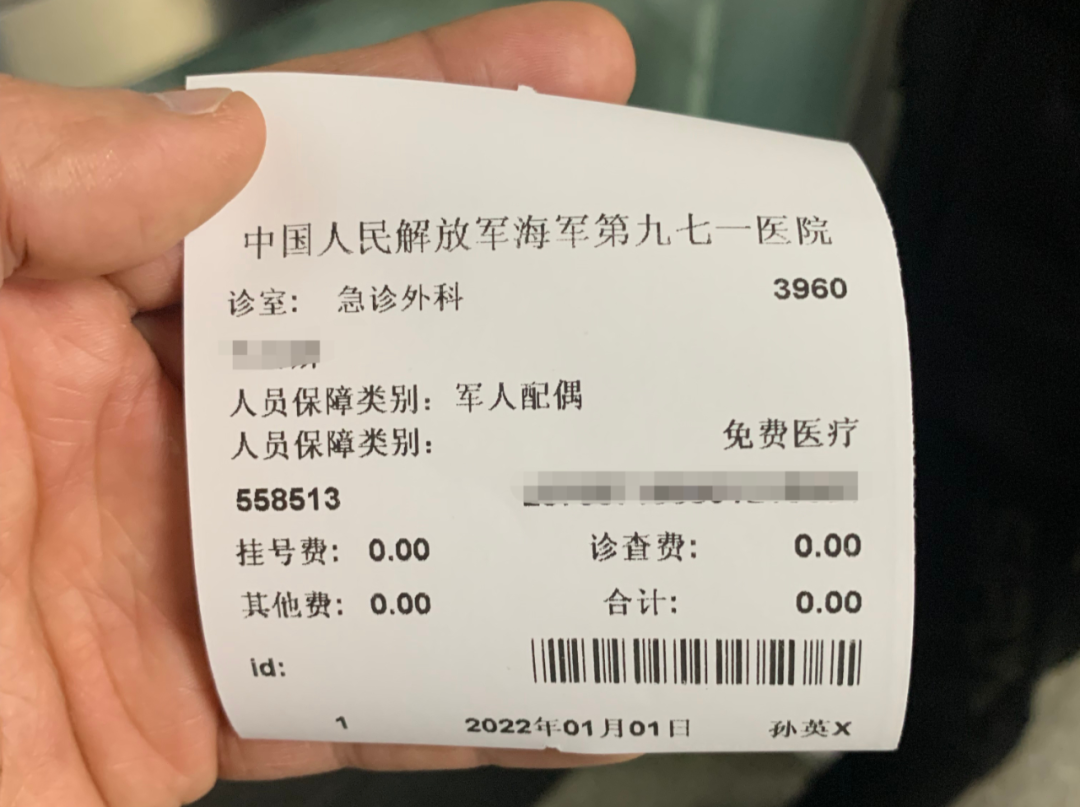 中国人民解放军海军第九七一医院
诊室: 急诊外科 3960
人员保障类别: 军人配偶
人员保障类别: 免费医疗
558513
挂号费: 0.00 诊查费: 0.00
其他费: 0.00 合计: 0.00
id:
1 2022年01月01日 孙英X